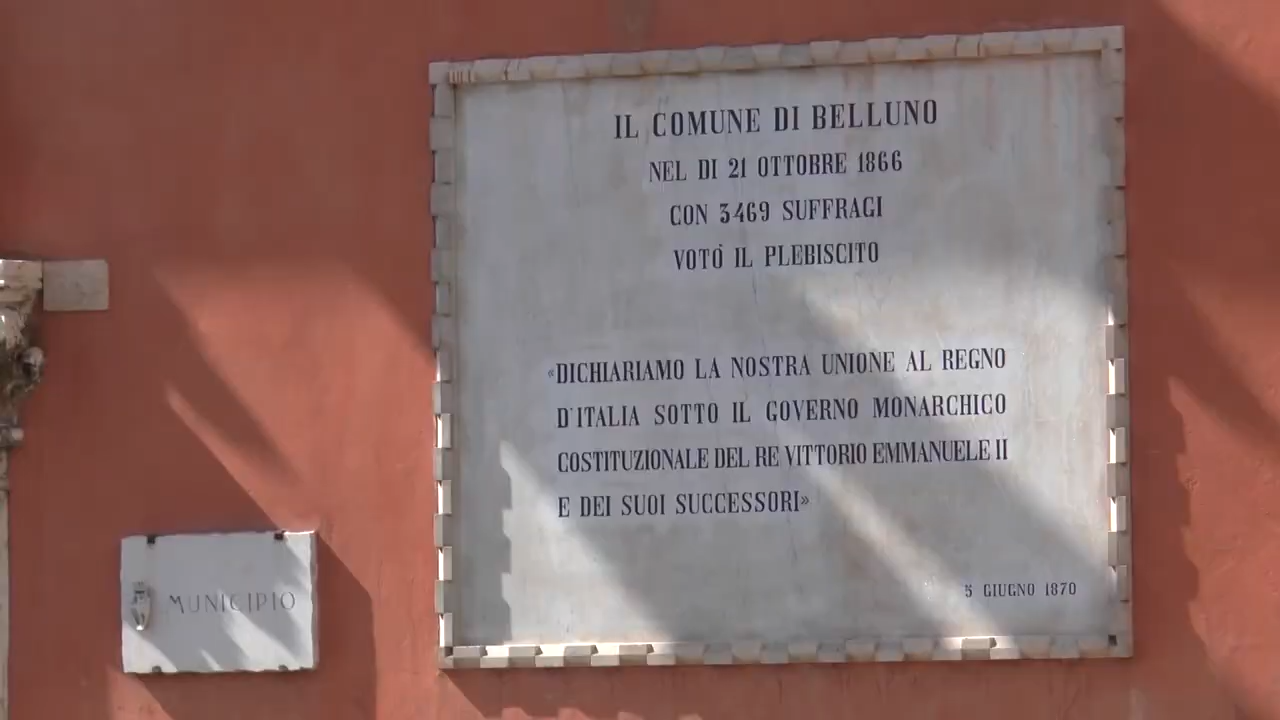 IL COMUNE DI BELLUNO
NEL DI 21 OTTOBRE 1866
CON 3469 SUFFRAGI
VOTÒ IL PLEBISCITO
«DICHIARIAMO LA NOSTRA UNIONE AL REGNO
D'ITALIA SOTTO IL GOVERNO MONARCHICO
COSTITUZIONALE DEL RE VITTORIO EMMANUELE II
E DEI SUOI SUCCESSORI»
5 GIUGNO 1870
MUNICIPIO